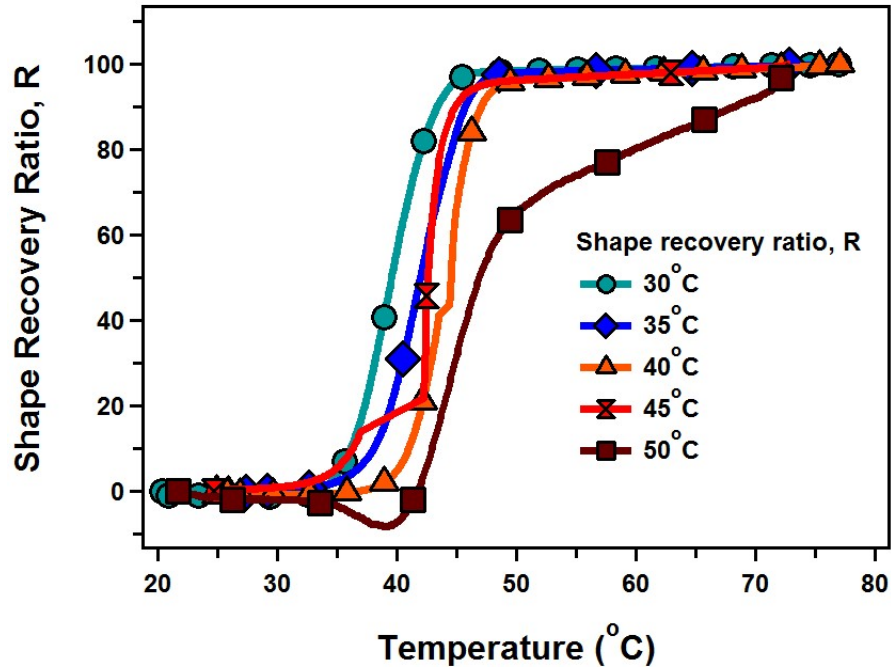 Shape Recovery Ratio, R
100
80
60
40
20
0
20
30
40
50
60
70
80
Temperature (°C)
Shape recovery ratio, R
30°C
35°C
40°C
45°C
50°C